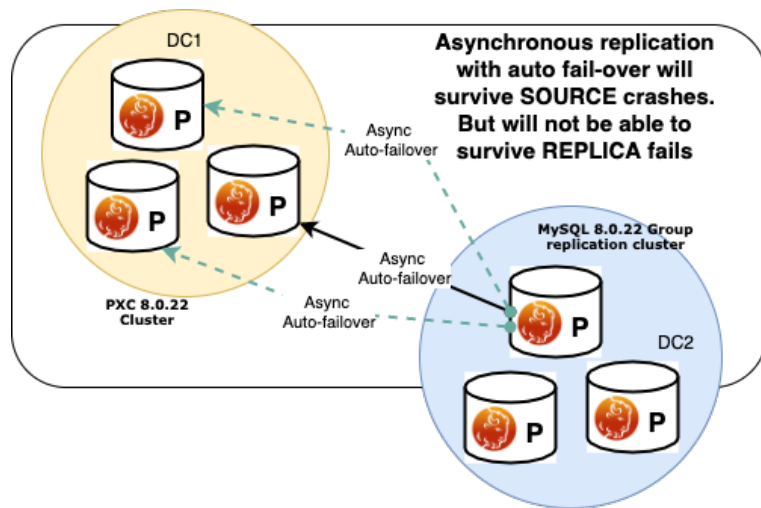 DC1
Asynchronous replication
with auto fail-over will
survive SOURCE crashes.
But will not be able to
survive REPLICA fails
P
Async
Auto-failover
P
P
MySQL 8.0.22 Group
replication cluster
Async
Auto-failover
PXC 8.0.22
Cluster
Async
Auto-failover
P
DC2
P
P